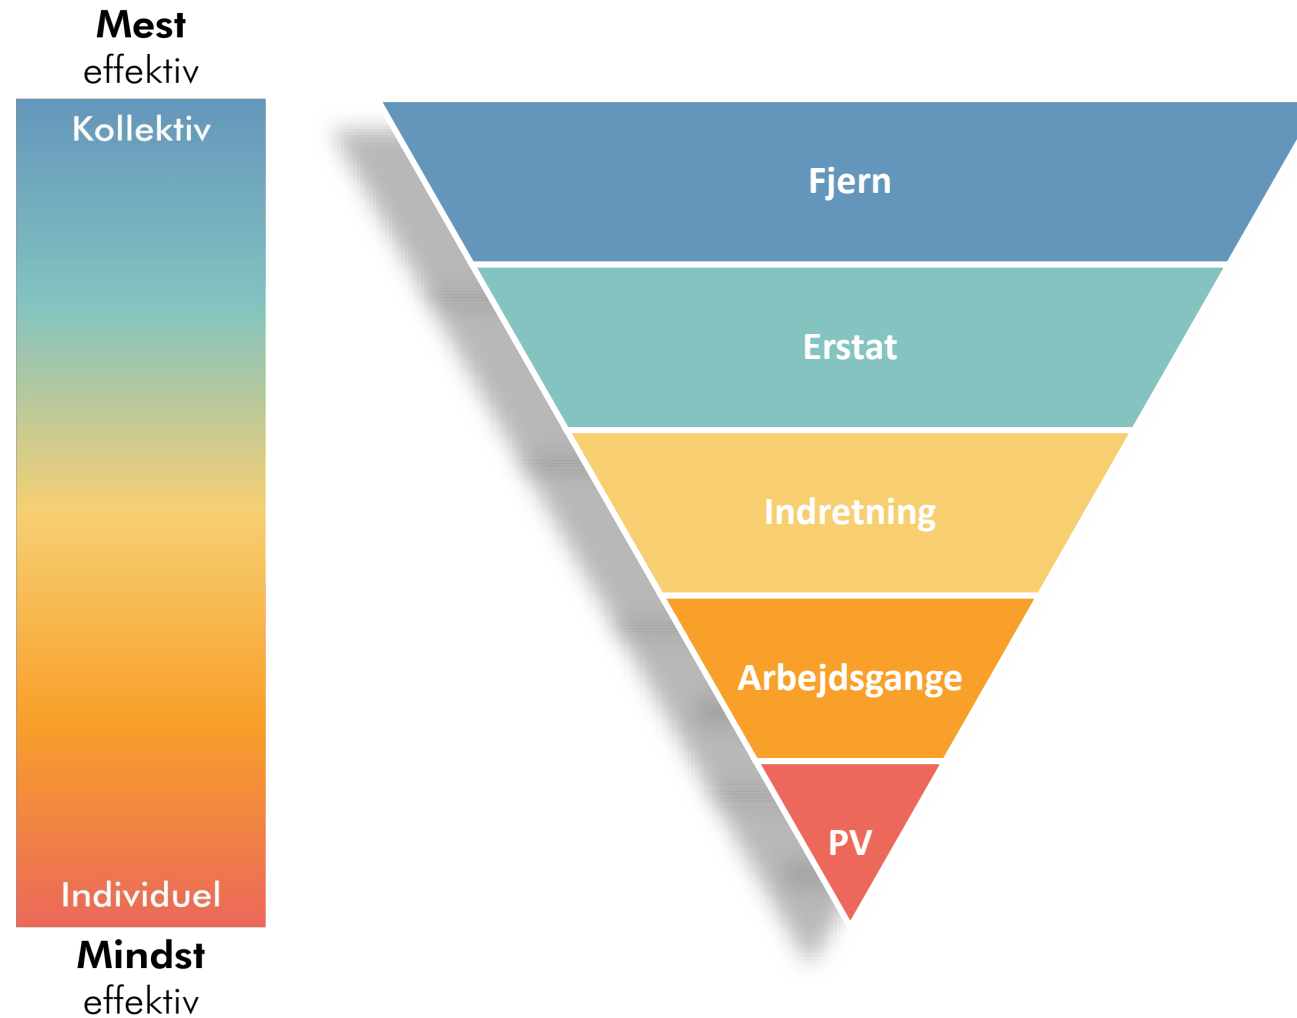 Mest
effektiv
Kollektiv
Individuel
Mindst
effektiv
Fjern
Erstat
Indretning
Arbejdsgange
PV